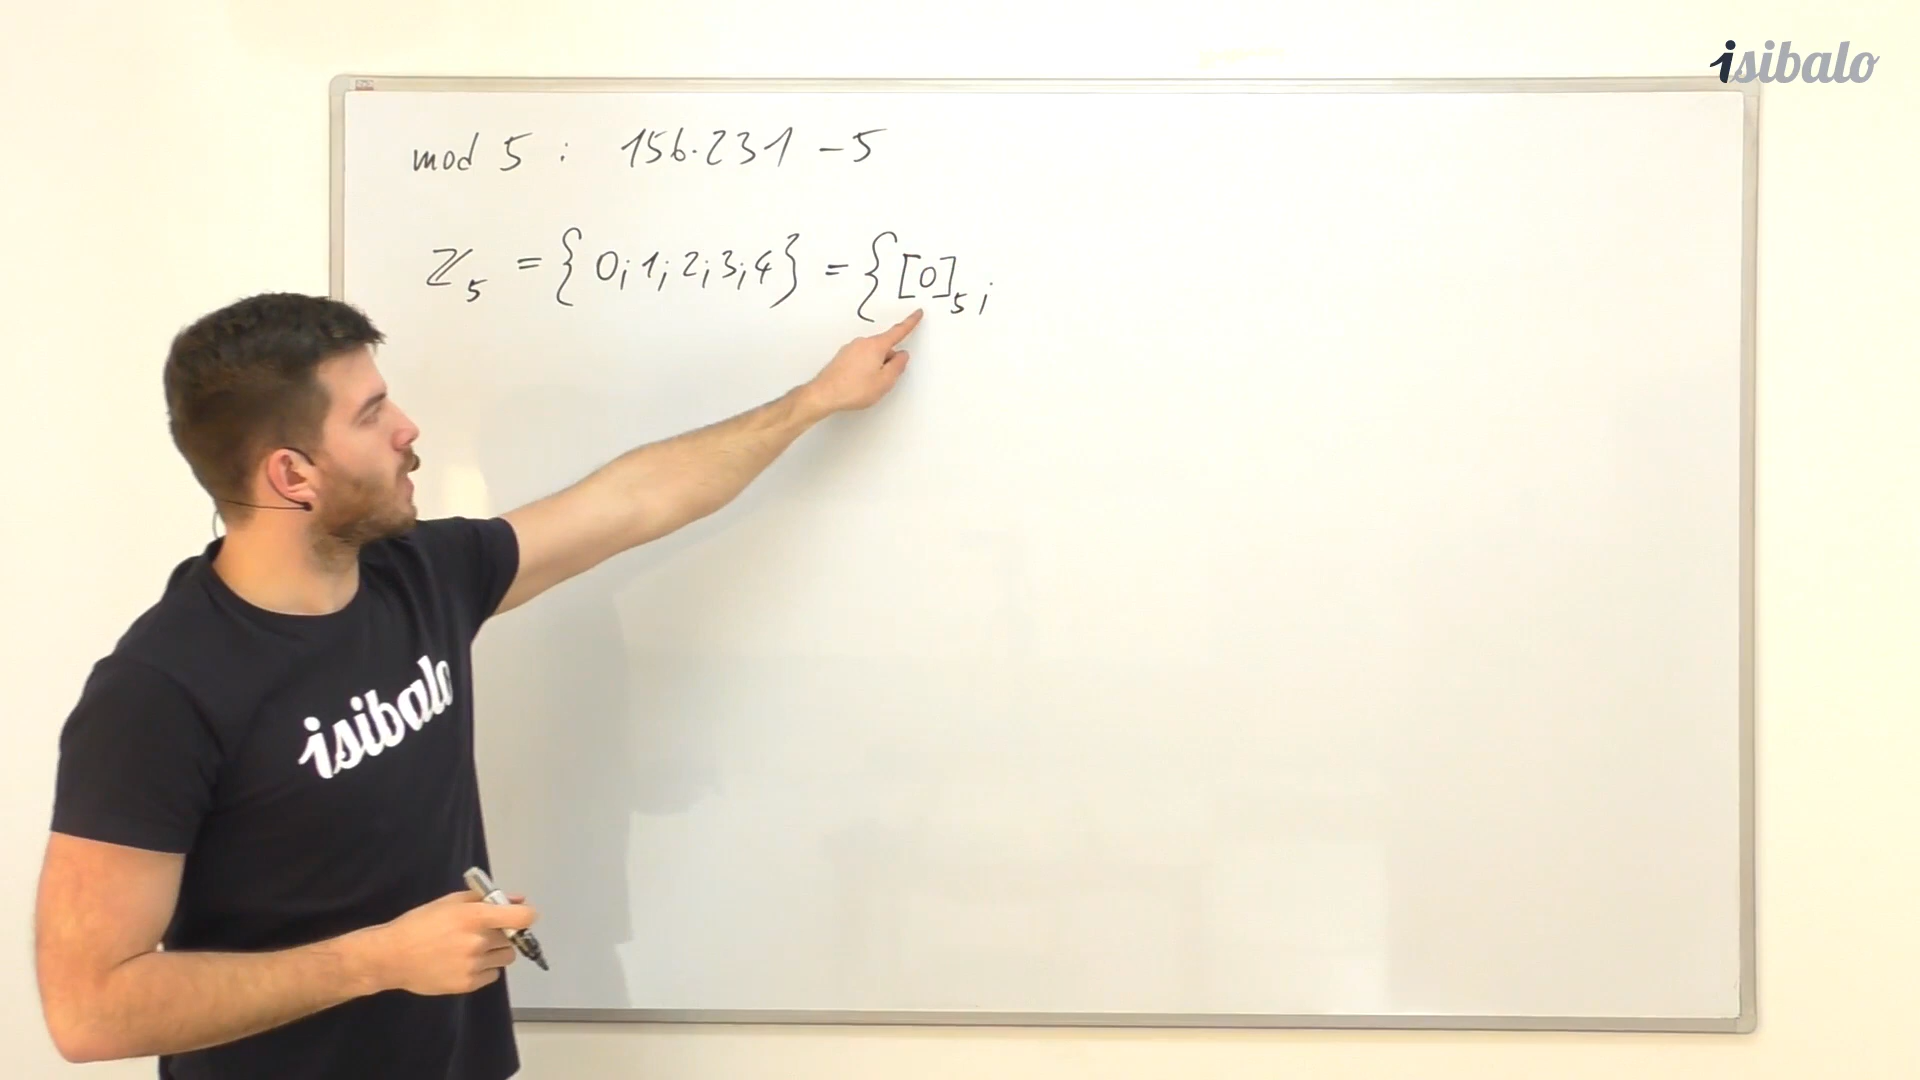 isibalo
mod 5 : 156·231 - 5
ℤ₅ = { 0; 1; 2; 3; 4 } = { [0]₅ ;
isibalo